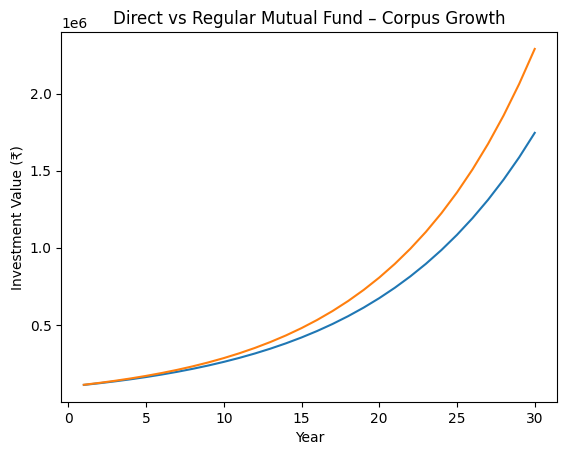 Direct vs Regular Mutual Fund – Corpus Growth
1e6
2.0
1.5
1.0
0.5
Investment Value (₹)
0 5 10 15 20 25 30
Year